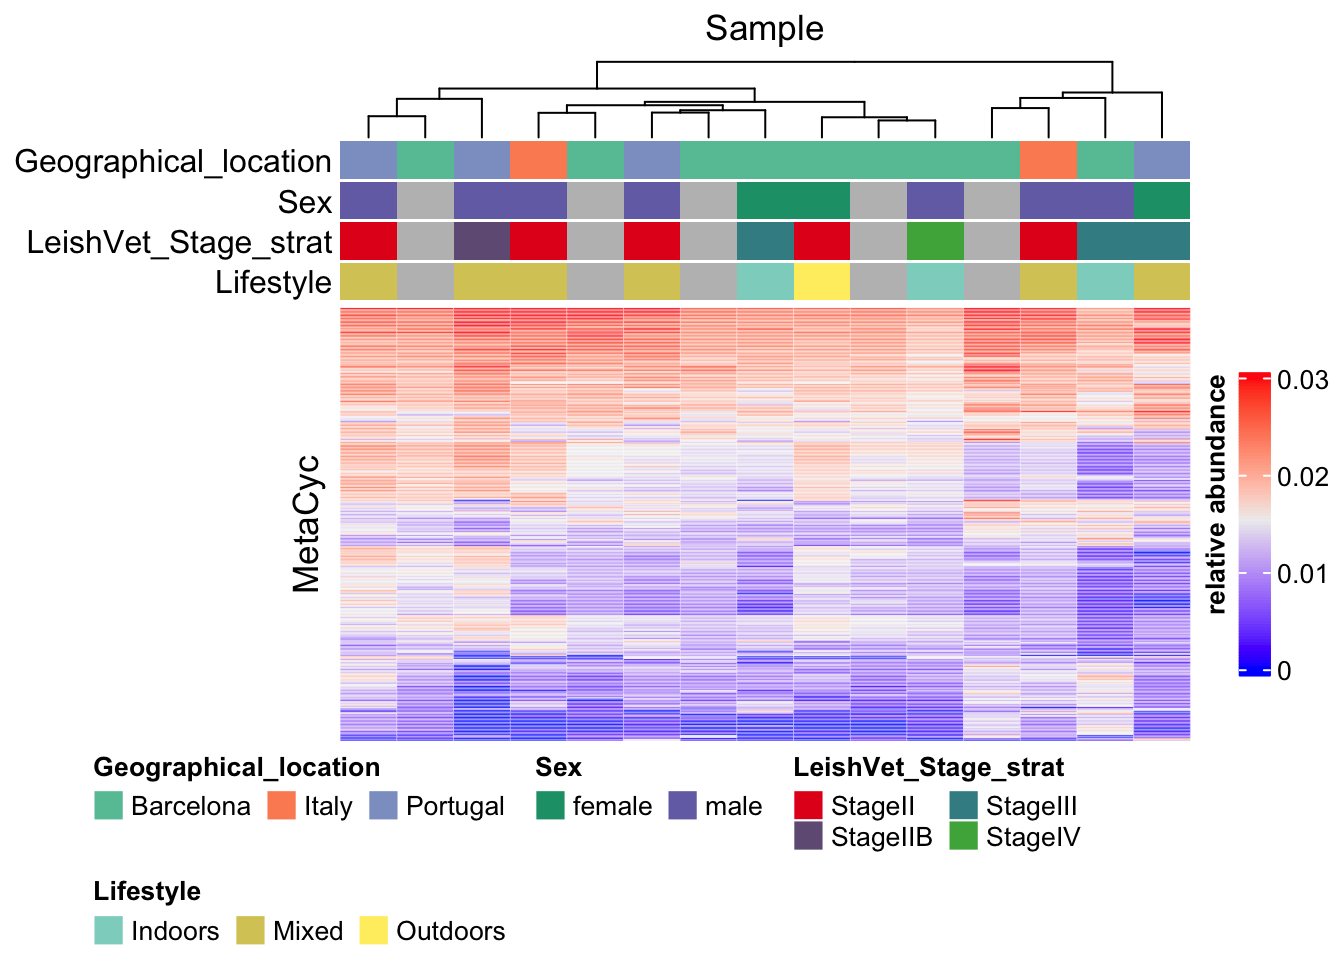 Sample
Geographical_location
Sex
LeishVet_Stage_strat
Lifestyle
MetaCyc
relative abundance
0.03
0.02
0.01
0
Geographical_location
Barcelona Italy Portugal
Sex
female male
LeishVet_Stage_strat
StageII StageIII
StageIIB StageIV
Lifestyle
Indoors Mixed Outdoors